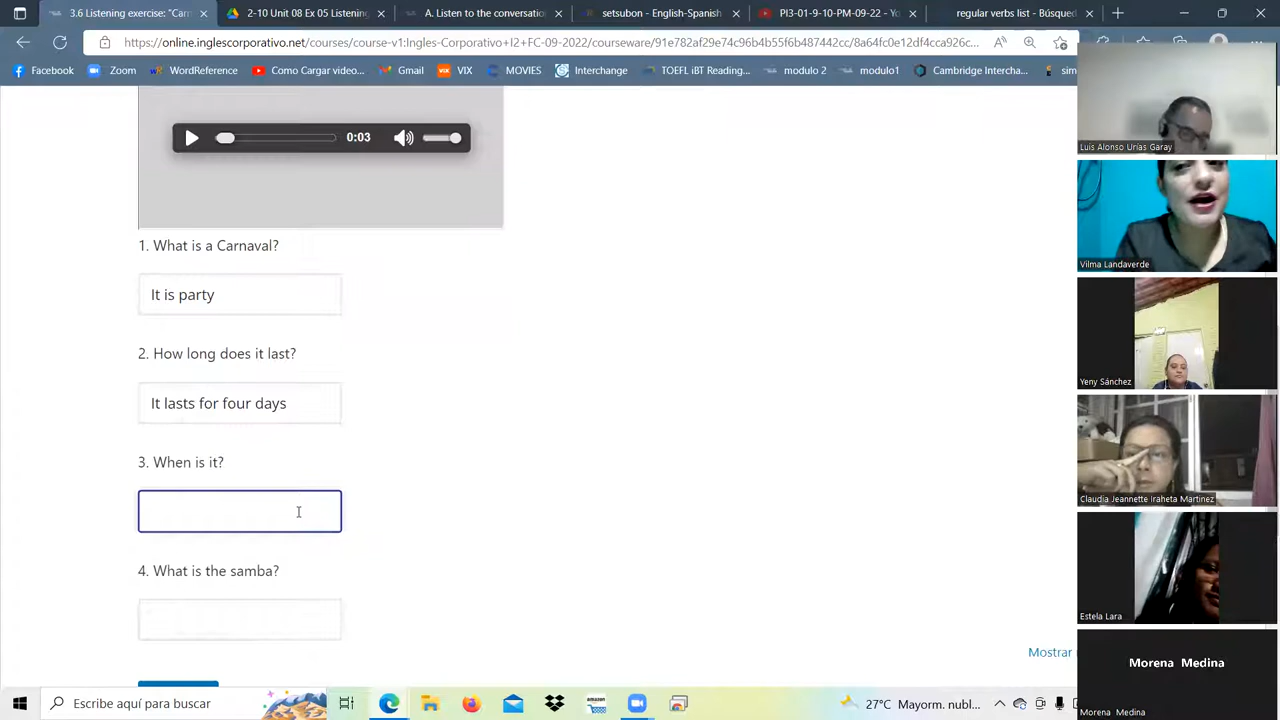 3.6 Listening exercise: "Carn
2-10 Unit 08 Ex 05 Listening
A. Listen to the conversation
setsubon - English-Spanish
PI3-01-9-10-PM-09-22 - Yo
regular verbs list - Búsqued
https://online.inglescorporativo.net/courses/course-v1:Ingles-Corporativo+I2+FC-09-2022/courseware/91e782af29e74c96b4b55f6b487442cc/8a64fc0e12df4cca926c...
Facebook
Zoom
WordReference
Como Cargar video...
Gmail
VIX
MOVIES
Interchange
TOEFL iBT Reading...
modulo 2
modulo1
Cambridge Intercha...
sim
0:03
1. What is a Carnaval?
It is party
2. How long does it last?
It lasts for four days
3. When is it?
4. What is the samba?
Mostrar
Luis Alonso Urías Garay
Vilma Landaverde
Yeny Sánchez
Claudia Jeannette Iraheta Martinez
Estela Lara
Morena Medina
Morena Medina
Escribe aquí para buscar
27°C Mayorm. nubl...